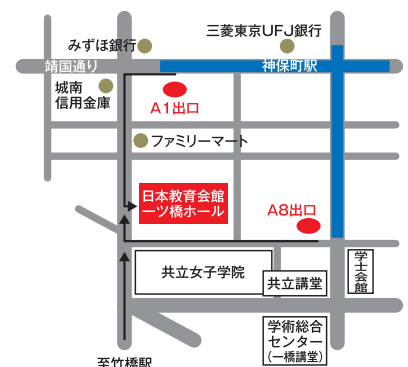 三菱東京UFJ銀行
みずほ銀行
靖国通り
神保町駅
城南
信用金庫
A1出口
ファミリーマート
日本教育会館
一ツ橋ホール
A8出口
共立女子学院
共立講堂
学士
会館
学術総合
センター
(一橋講堂)
至竹橋駅